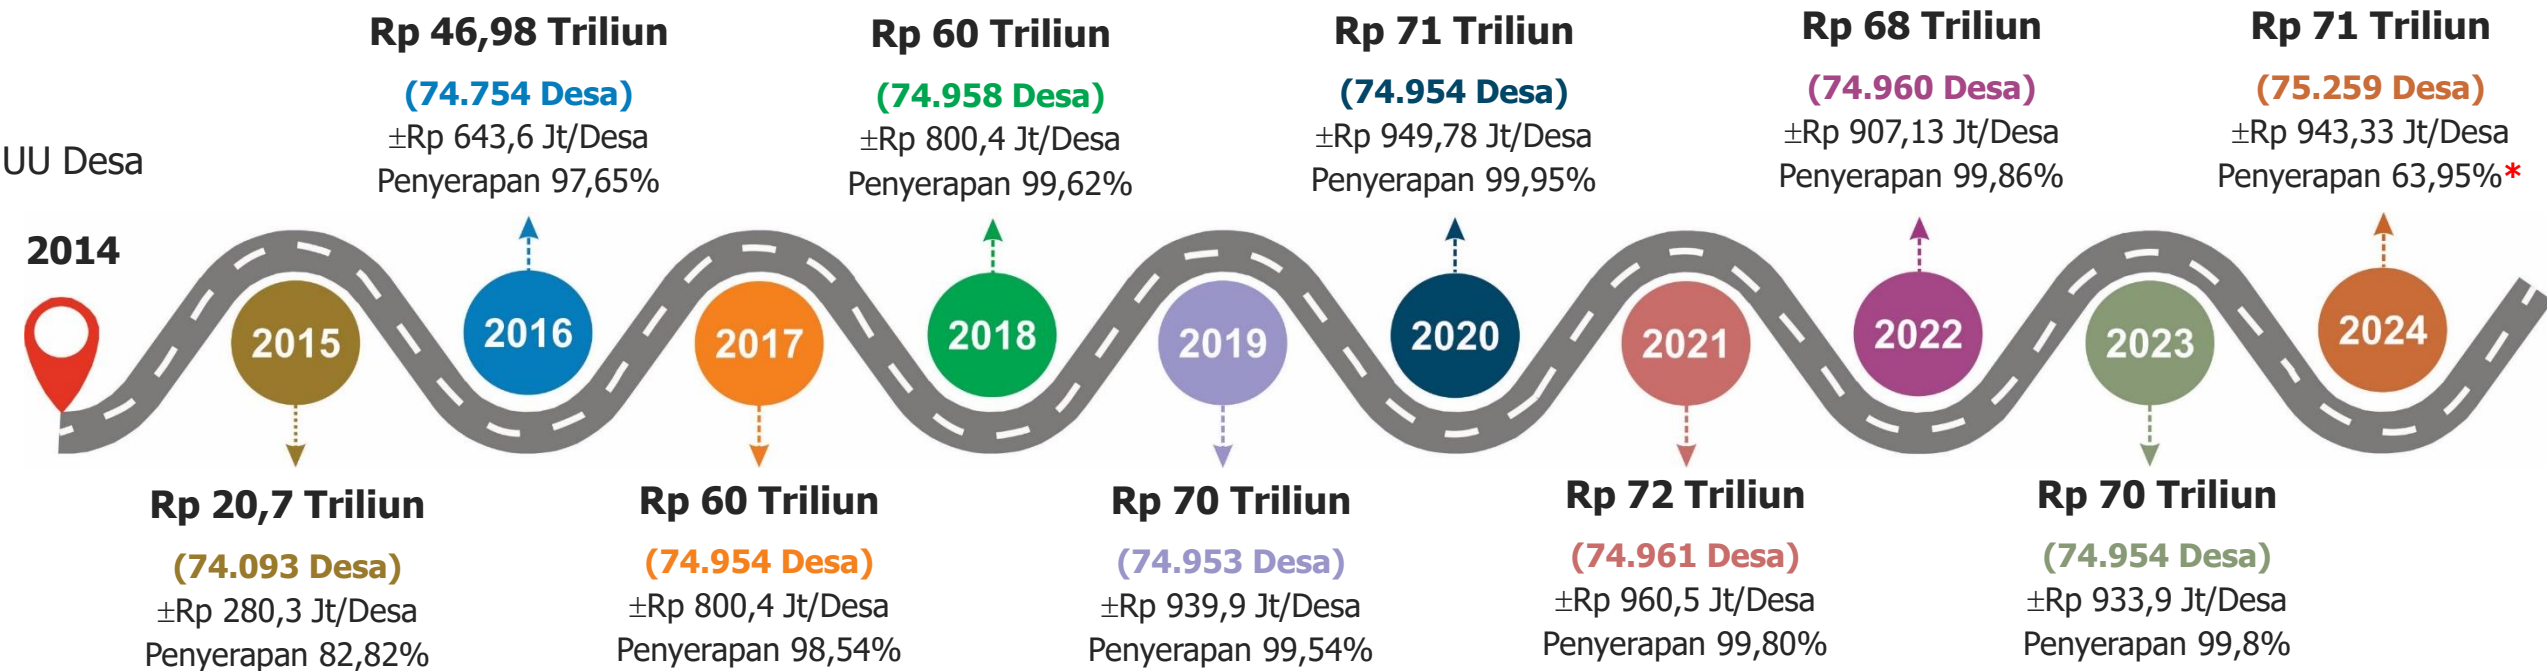 UU Desa
2014
2015
Rp 20,7 Triliun
(74.093 Desa)
±Rp 280,3 Jt/Desa
Penyerapan 82,82%
Rp 46,98 Triliun
(74.754 Desa)
±Rp 643,6 Jt/Desa
Penyerapan 97,65%
2016
2017
Rp 60 Triliun
(74.954 Desa)
±Rp 800,4 Jt/Desa
Penyerapan 98,54%
Rp 60 Triliun
(74.958 Desa)
±Rp 800,4 Jt/Desa
Penyerapan 99,62%
2018
2019
Rp 70 Triliun
(74.953 Desa)
±Rp 939,9 Jt/Desa
Penyerapan 99,54%
Rp 71 Triliun
(74.954 Desa)
±Rp 949,78 Jt/Desa
Penyerapan 99,95%
2020
2021
Rp 72 Triliun
(74.961 Desa)
±Rp 960,5 Jt/Desa
Penyerapan 99,80%
Rp 68 Triliun
(74.960 Desa)
±Rp 907,13 Jt/Desa
Penyerapan 99,86%
2022
2023
Rp 70 Triliun
(74.954 Desa)
±Rp 933,9 Jt/Desa
Penyerapan 99,8%
Rp 71 Triliun
(75.259 Desa)
±Rp 943,33 Jt/Desa
Penyerapan 63,95%*
2024